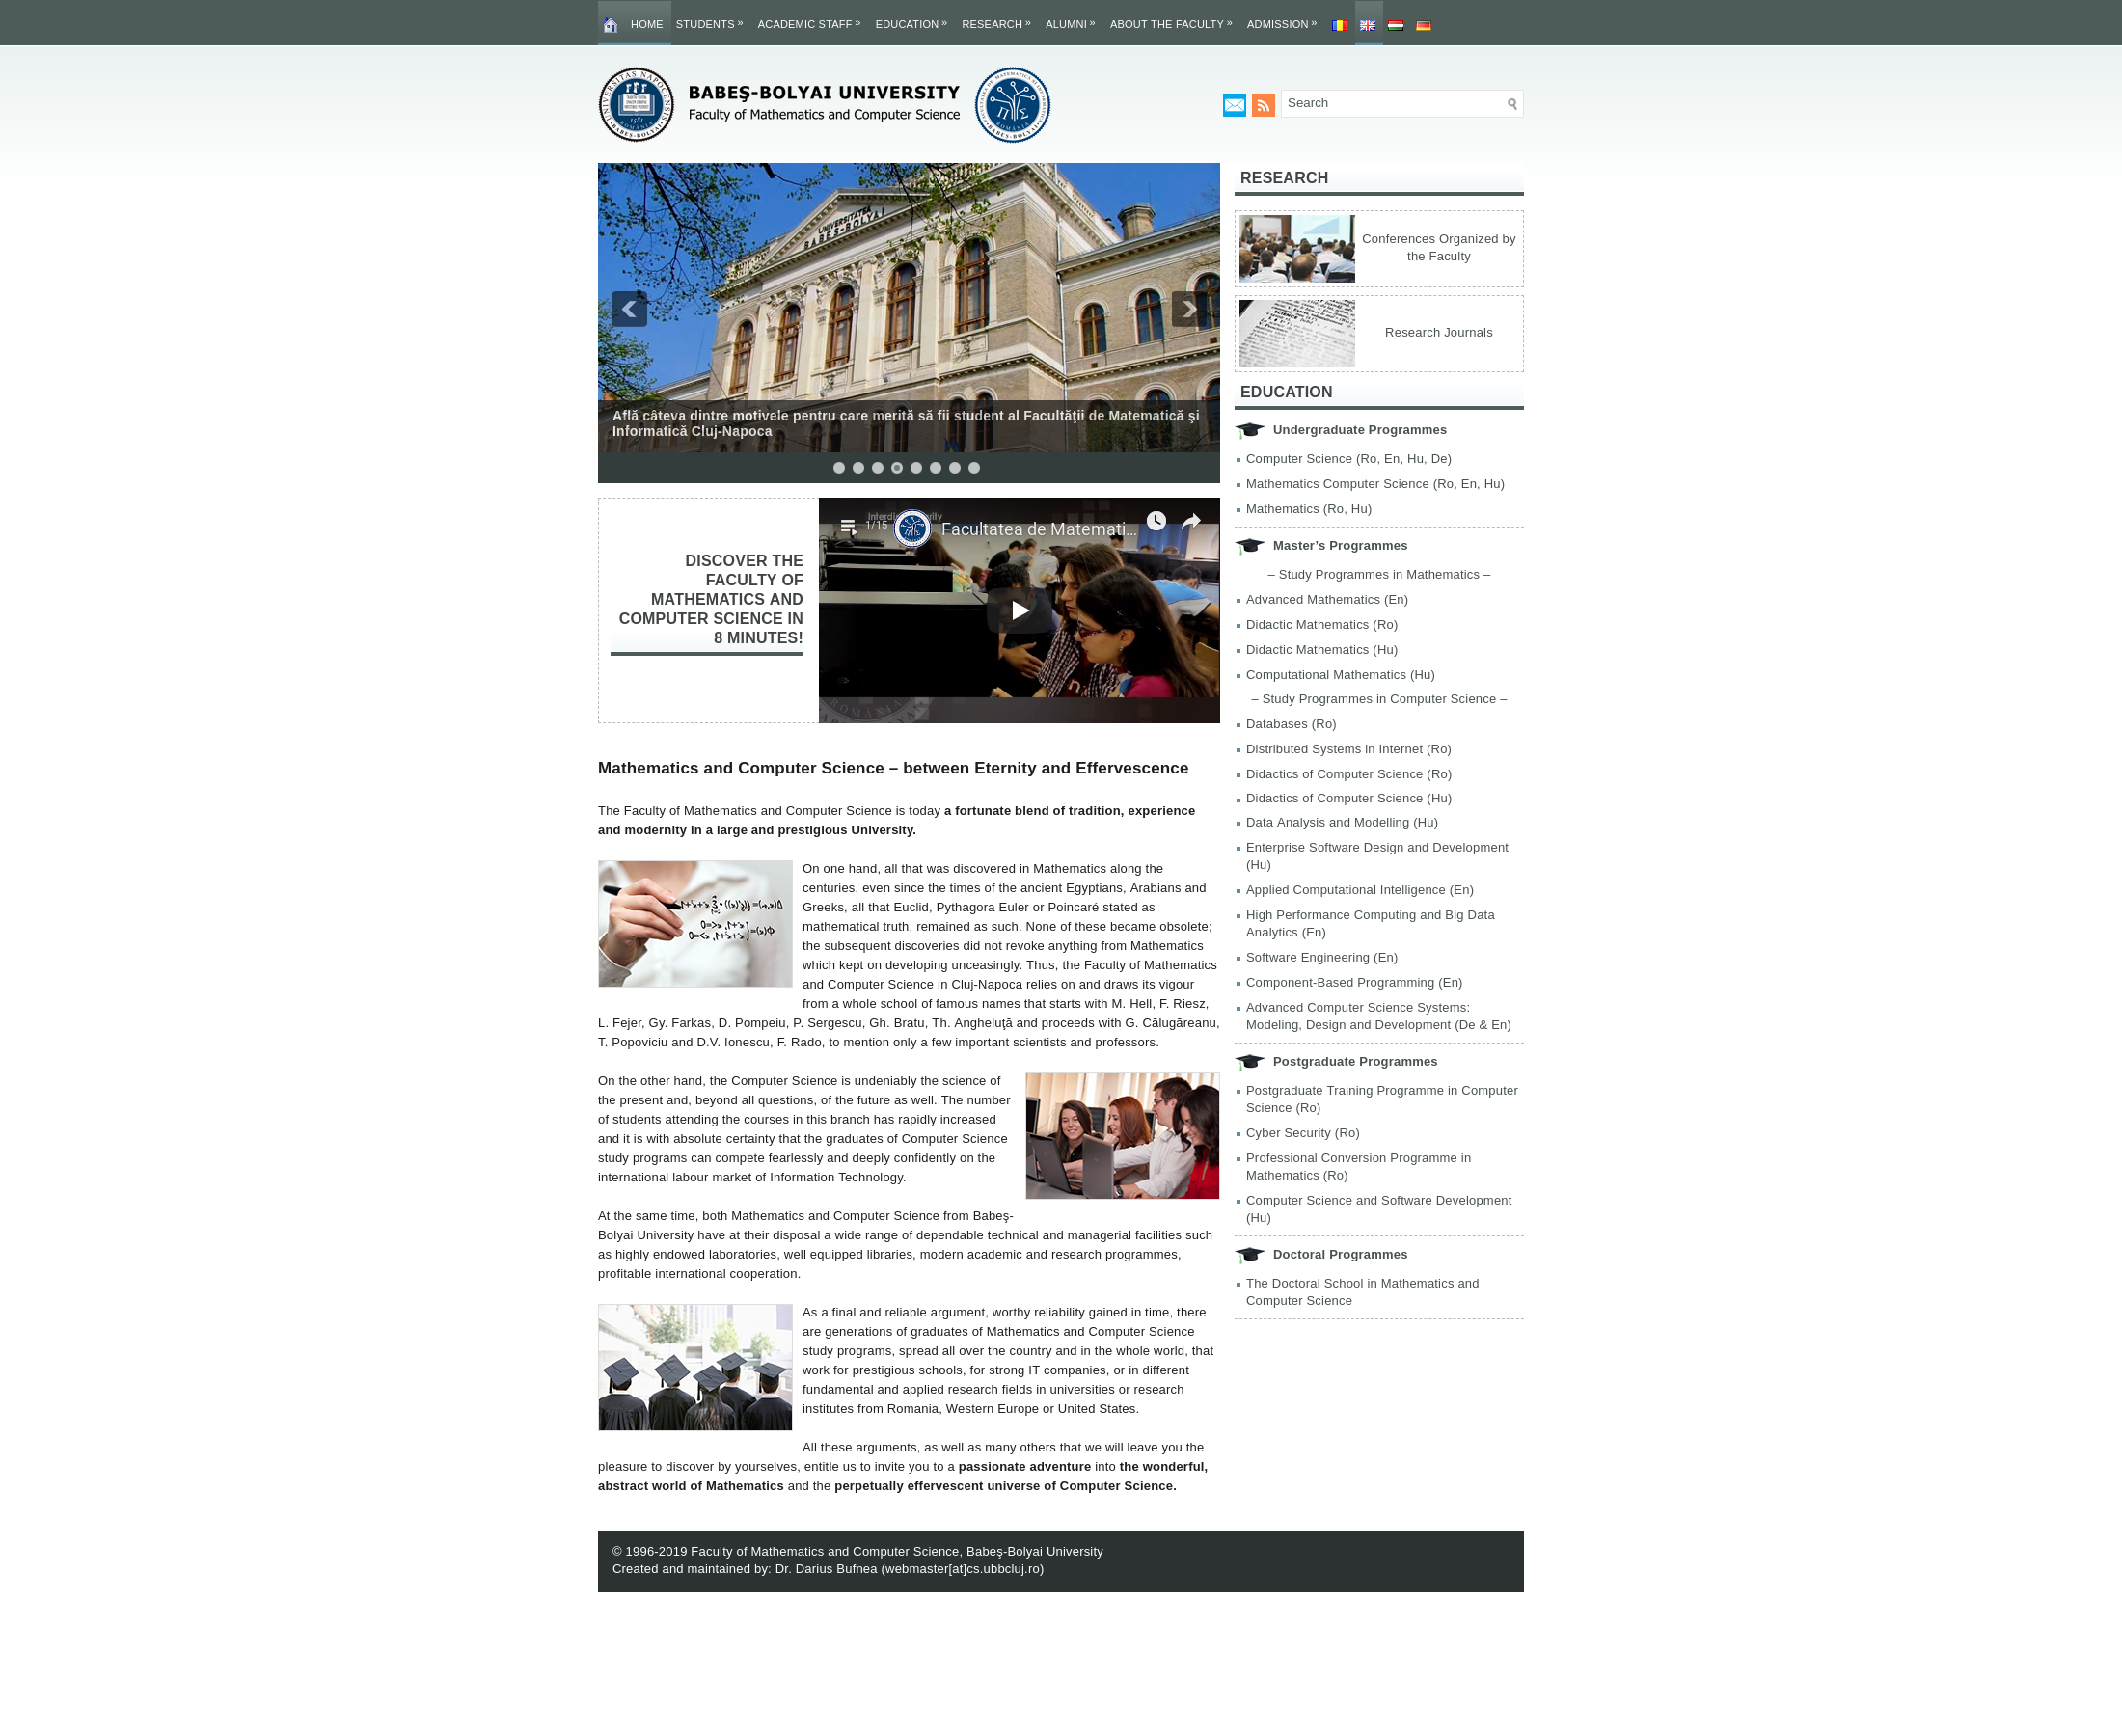 HOME STUDENTS » ACADEMIC STAFF » EDUCATION » RESEARCH » ALUMNI » ABOUT THE FACULTY » ADMISSION »
BABEŞ-BOLYAI UNIVERSITY
Faculty of Mathematics and Computer Science
Search
UNIVERSITATEA
BABEŞ-BOLYAI
Află câteva dintre motivele pentru care merită să fii student al Facultăţii de Matematică şi
Informatică Cluj-Napoca
DISCOVER THE
FACULTY OF
MATHEMATICS AND
COMPUTER SCIENCE IN
8 MINUTES!
1/15
Facultatea de Matemati...
Mathematics and Computer Science – between Eternity and Effervescence
The Faculty of Mathematics and Computer Science is today a fortunate blend of tradition, experience
and modernity in a large and prestigious University.
On one hand, all that was discovered in Mathematics along the
centuries, even since the times of the ancient Egyptians, Arabians and
Greeks, all that Euclid, Pythagora Euler or Poincaré stated as
mathematical truth, remained as such. None of these became obsolete;
the subsequent discoveries did not revoke anything from Mathematics
which kept on developing unceasingly. Thus, the Faculty of Mathematics
and Computer Science in Cluj-Napoca relies on and draws its vigour
from a whole school of famous names that starts with M. Hell, F. Riesz,
L. Fejer, Gy. Farkas, D. Pompeiu, P. Sergescu, Gh. Bratu, Th. Angheluţă and proceeds with G. Călugăreanu,
T. Popoviciu and D.V. Ionescu, F. Rado, to mention only a few important scientists and professors.
On the other hand, the Computer Science is undeniably the science of
the present and, beyond all questions, of the future as well. The number
of students attending the courses in this branch has rapidly increased
and it is with absolute certainty that the graduates of Computer Science
study programs can compete fearlessly and deeply confidently on the
international labour market of Information Technology.
At the same time, both Mathematics and Computer Science from Babeş-
Bolyai University have at their disposal a wide range of dependable technical and managerial facilities such
as highly endowed laboratories, well equipped libraries, modern academic and research programmes,
profitable international cooperation.
As a final and reliable argument, worthy reliability gained in time, there
are generations of graduates of Mathematics and Computer Science
study programs, spread all over the country and in the whole world, that
work for prestigious schools, for strong IT companies, or in different
fundamental and applied research fields in universities or research
institutes from Romania, Western Europe or United States.
All these arguments, as well as many others that we will leave you the
pleasure to discover by yourselves, entitle us to invite you to a passionate adventure into the wonderful,
abstract world of Mathematics and the perpetually effervescent universe of Computer Science.
RESEARCH
Conferences Organized by
the Faculty
Research Journals
EDUCATION
Undergraduate Programmes
Computer Science (Ro, En, Hu, De)
Mathematics Computer Science (Ro, En, Hu)
Mathematics (Ro, Hu)
Master’s Programmes
– Study Programmes in Mathematics –
Advanced Mathematics (En)
Didactic Mathematics (Ro)
Didactic Mathematics (Hu)
Computational Mathematics (Hu)
– Study Programmes in Computer Science –
Databases (Ro)
Distributed Systems in Internet (Ro)
Didactics of Computer Science (Ro)
Didactics of Computer Science (Hu)
Data Analysis and Modelling (Hu)
Enterprise Software Design and Development
(Hu)
Applied Computational Intelligence (En)
High Performance Computing and Big Data
Analytics (En)
Software Engineering (En)
Component-Based Programming (En)
Advanced Computer Science Systems:
Modeling, Design and Development (De & En)
Postgraduate Programmes
Postgraduate Training Programme in Computer
Science (Ro)
Cyber Security (Ro)
Professional Conversion Programme in
Mathematics (Ro)
Computer Science and Software Development
(Hu)
Doctoral Programmes
The Doctoral School in Mathematics and
Computer Science
© 1996-2019 Faculty of Mathematics and Computer Science, Babeş-Bolyai University
Created and maintained by: Dr. Darius Bufnea (webmaster[at]cs.ubbcluj.ro)